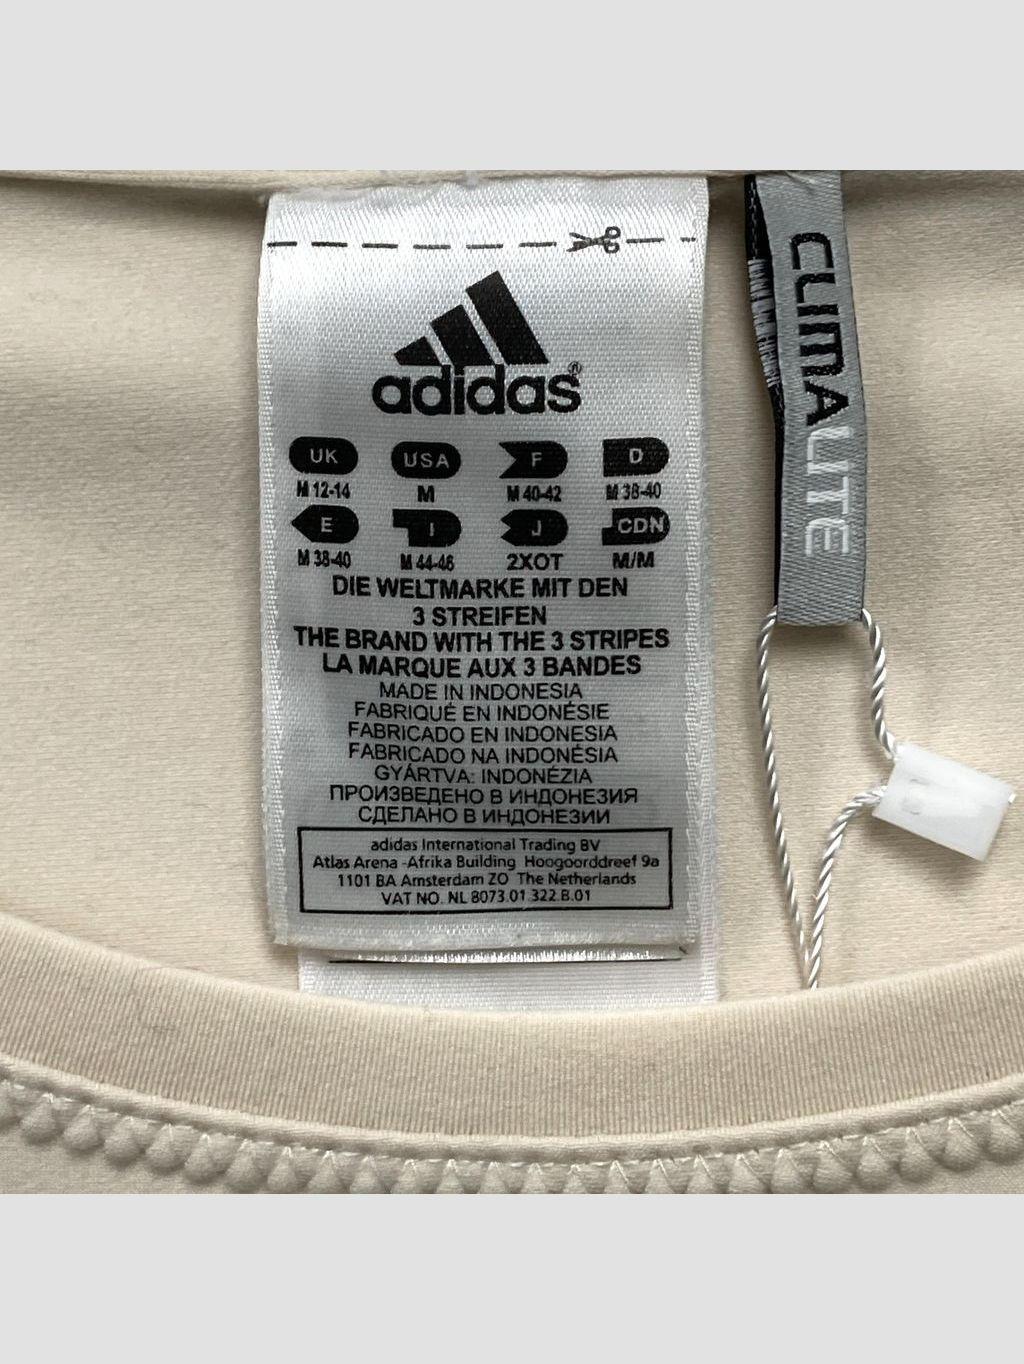 adidas®
UK USA F D
M 12-14 M M 40-42 M 38-40
E I J CDN
M 38-40 M 44-46 2XOT M/M
DIE WELTMARKE MIT DEN
3 STREIFEN
THE BRAND WITH THE 3 STRIPES
LA MARQUE AUX 3 BANDES
MADE IN INDONESIA
FABRIQUÉ EN INDONÉSIE
FABRICADO EN INDONESIA
FABRICADO NA INDONÉSIA
GYÁRTVA: INDONÉZIA
ПРОИЗВЕДЕНО В ИНДОНЕЗИЯ
СДЕЛАНО В ИНДОНЕЗИИ
adidas International Trading BV
Atlas Arena -Afrika Building Hoogoorddreef 9a
1101 BA Amsterdam ZO The Netherlands
VAT NO. NL 8073.01.322.B.01
CLIMALITE